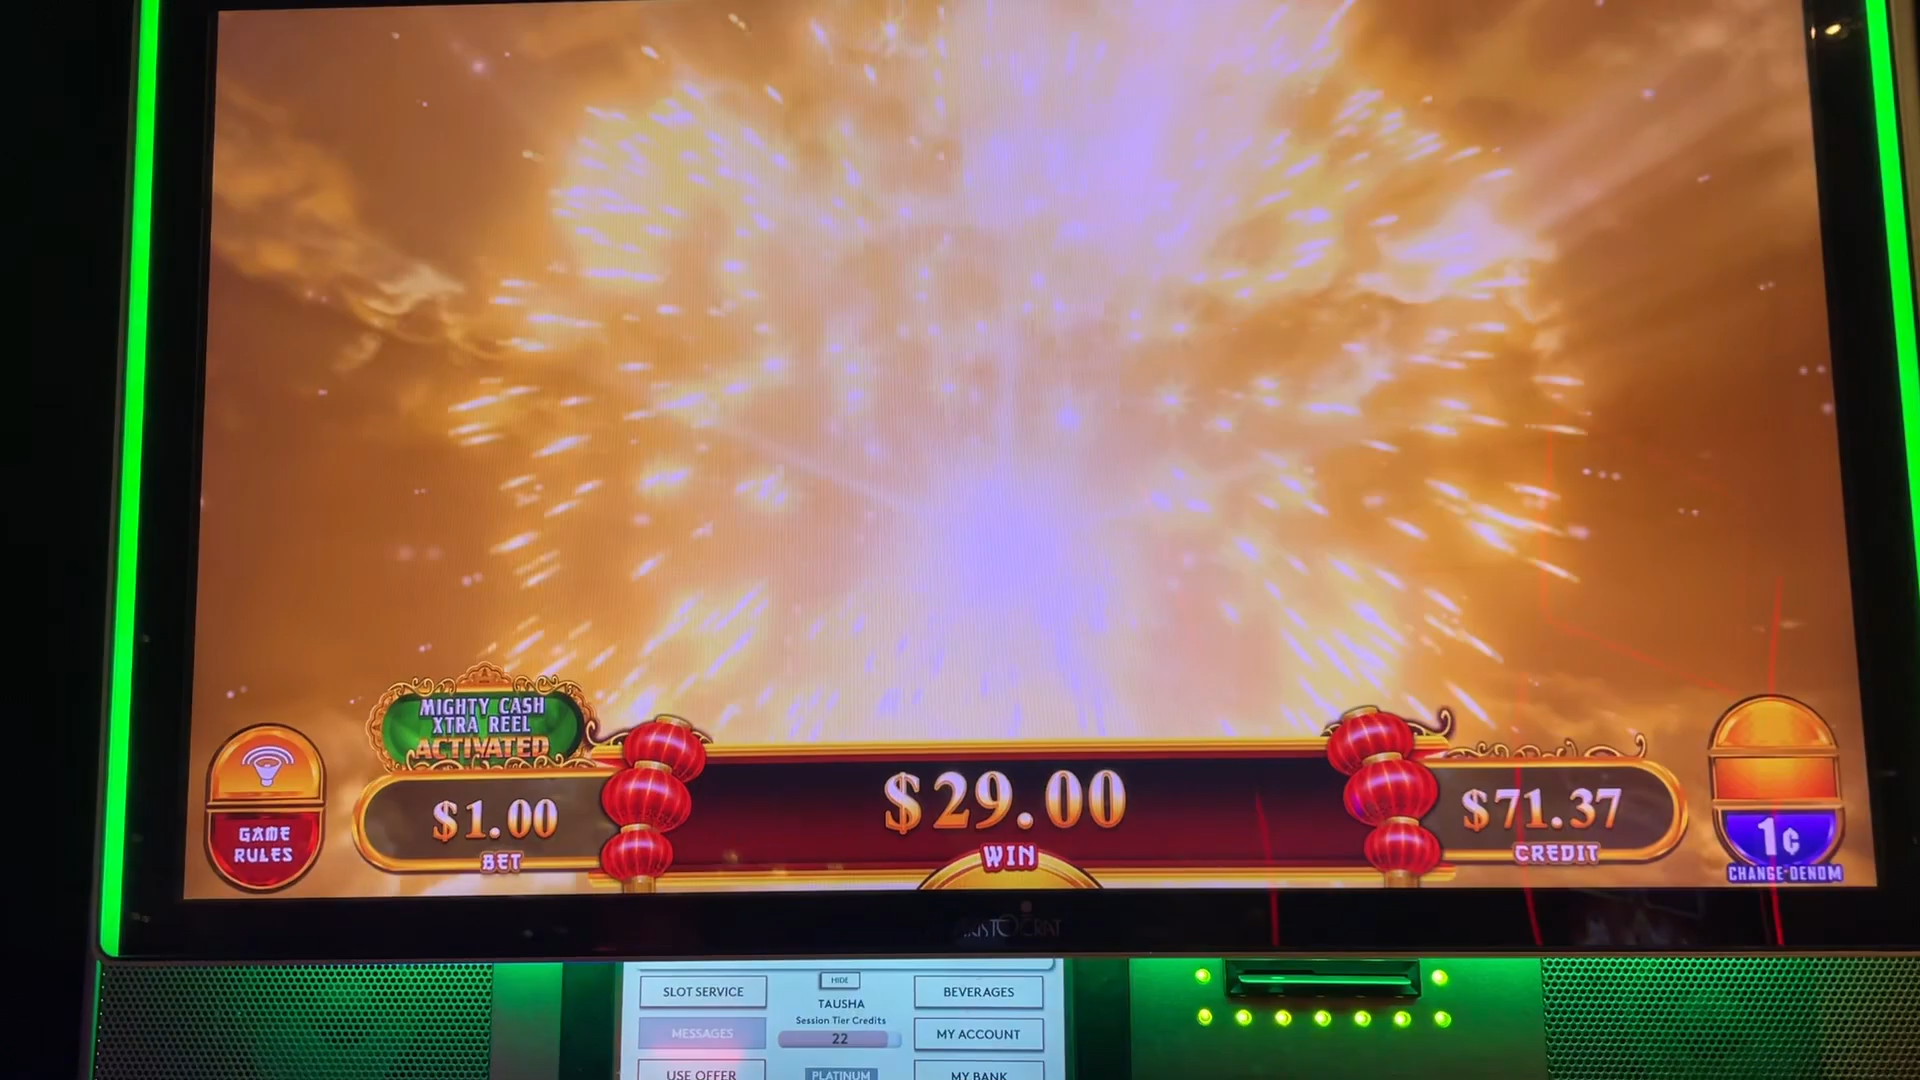 MIGHTY CASH
XTRA REEL
ACTIVATED
GAME
RULES
$1.00
BET
$29.00
WIN
$71.37
CREDIT
1¢
CHANGE DENOM
ARISTOCRAT
SLOT SERVICE
HIDE
BEVERAGES
TAUSHA
Session Tier Credits
MESSAGES
22
MY ACCOUNT
USE OFFER
PLATINUM
MY BANK